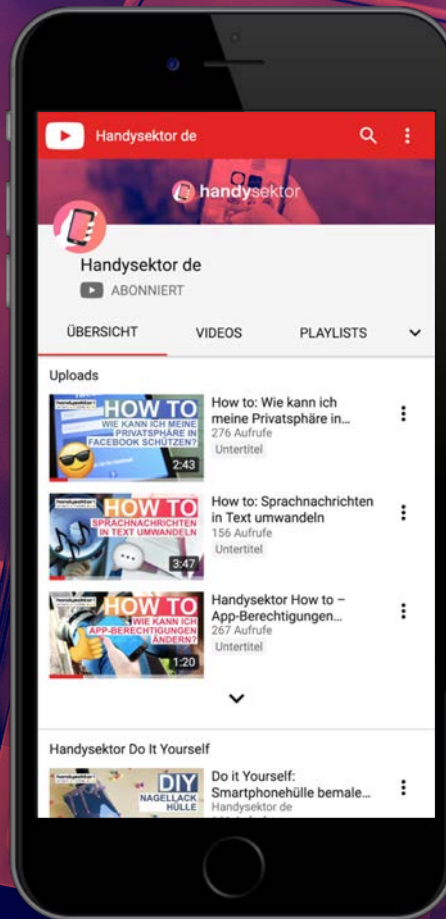 Handysektor de
handysektor
Handysektor de
ABONNIERT
ÜBERSICHT VIDEOS PLAYLISTS
Uploads
HOW TO
WIE KANN ICH MEINE
PRIVATSPHÄRE IN
FACEBOOK SCHÜTZEN?
2:43
How to: Wie kann ich
meine Privatsphäre in...
276 Aufrufe
Untertitel
HOW TO
SPRACHNACHRICHTEN
IN TEXT UMWANDELN
3:47
How to: Sprachnachrichten
in Text umwandeln
156 Aufrufe
Untertitel
HOW TO
WIE KANN ICH
APP-BERECHTIGUNGEN
ÄNDERN?
1:20
Handysektor How to –
App-Berechtigungen...
267 Aufrufe
Untertitel
Handysektor Do It Yourself
DIY
NAGELLACK
HÜLLE
Do it Yourself:
Smartphonehülle bemale...
Handysektor de